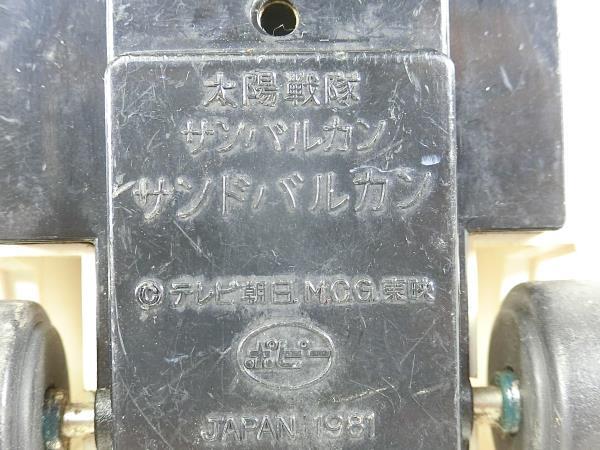 太陽戦隊
サンバルカン
サンドバルカン
©テレビ朝日.M.C.G.東映
ポピー
JAPAN 1981